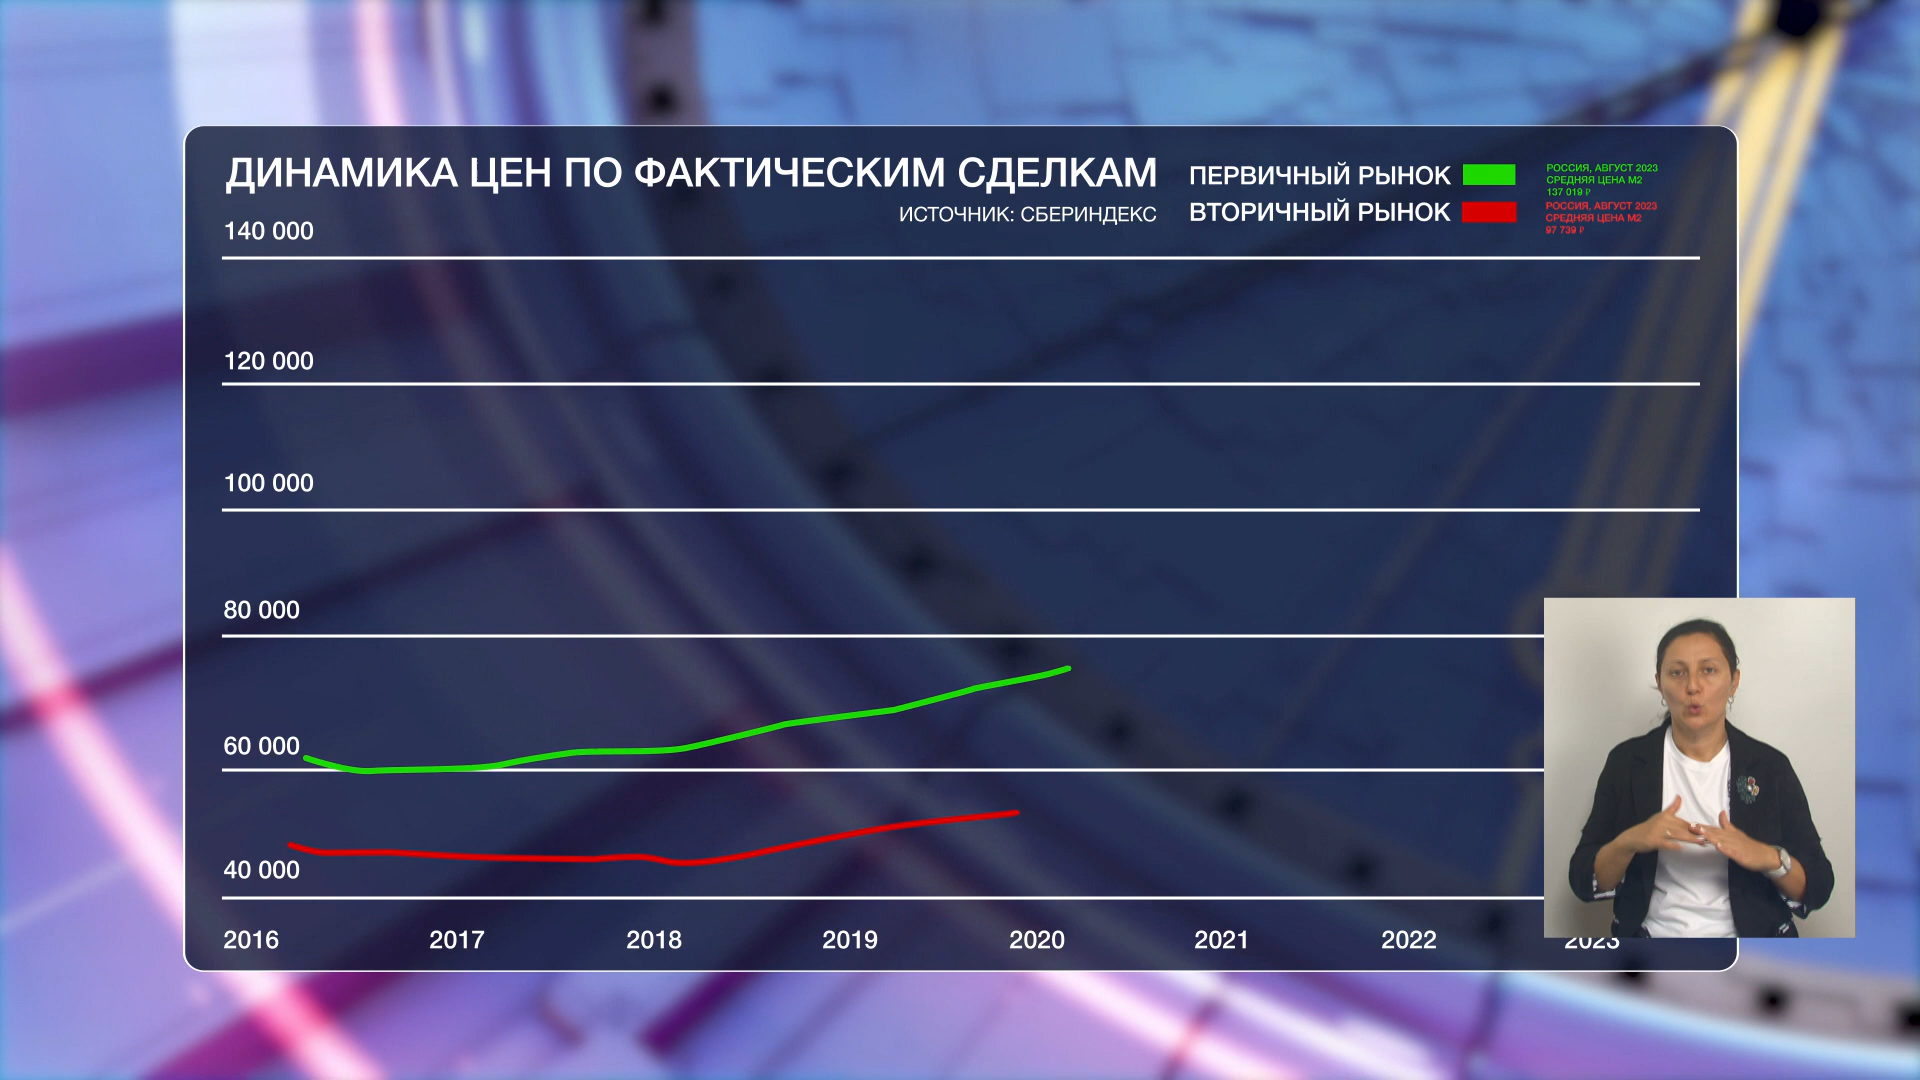 ДИНАМИКА ЦЕН ПО ФАКТИЧЕСКИМ СДЕЛКАМ
ИСТОЧНИК: СБЕРИНДЕКС
ПЕРВИЧНЫЙ РЫНОК
РОССИЯ, АВГУСТ 2023
СРЕДНЯЯ ЦЕНА М2
137 019 ₽
ВТОРИЧНЫЙ РЫНОК
РОССИЯ, АВГУСТ 2023
СРЕДНЯЯ ЦЕНА М2
97 739 ₽
140 000
120 000
100 000
80 000
60 000
40 000
2016 2017 2018 2019 2020 2021 2022 2023